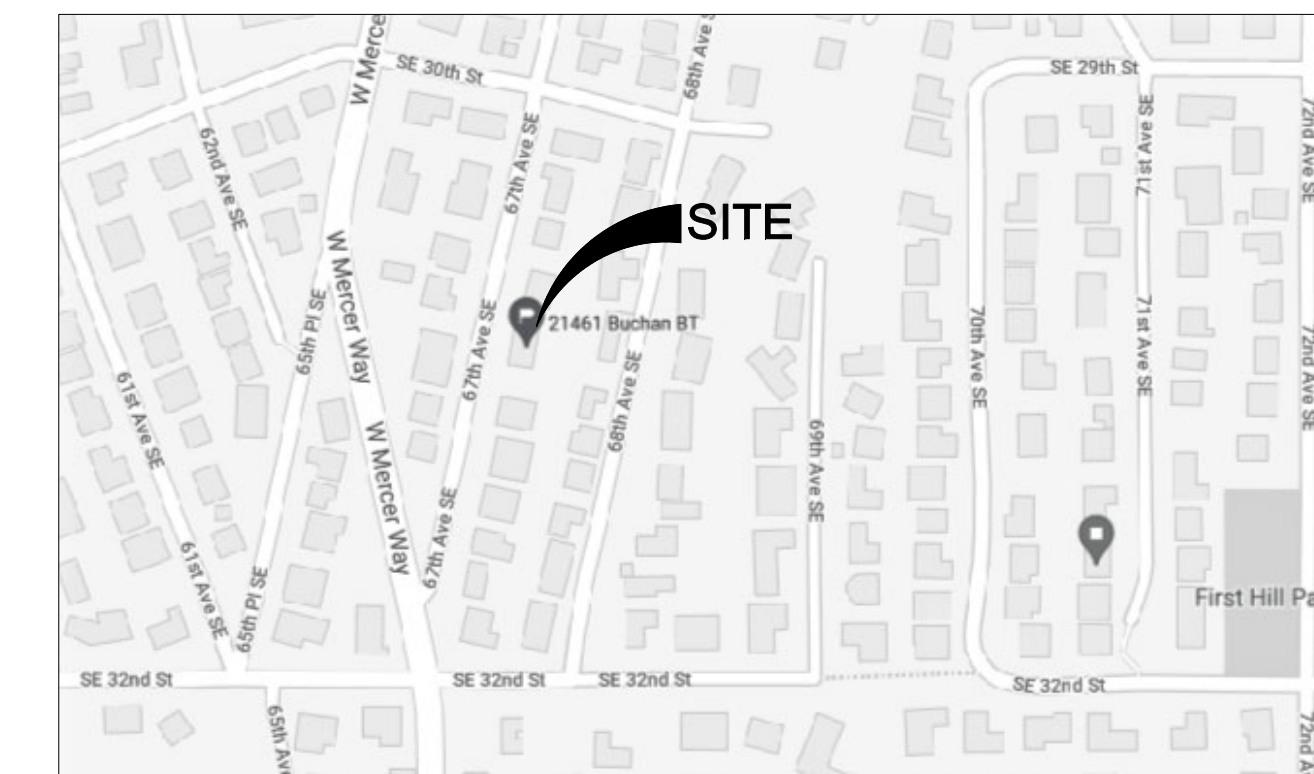 W Merce
SE 30th St
68th Ave S
SE 29th St
62nd Ave SE
67th Ave SE
71st Ave SE
72nd Ave SE
SITE
W Mercer Way
65th Pl SE
67th Ave SE
21461 Buchan BT
70th Ave SE
71st Ave SE
72nd Ave SE
61st Ave SE
68th Ave SE
W Mercer Way
69th Ave SE
67th Ave SE
61st Ave SE
65th Pl SE
First Hill Pa
SE 32nd St
SE 32nd St
SE 32nd St
SE 32nd St
65th Av
72nd A